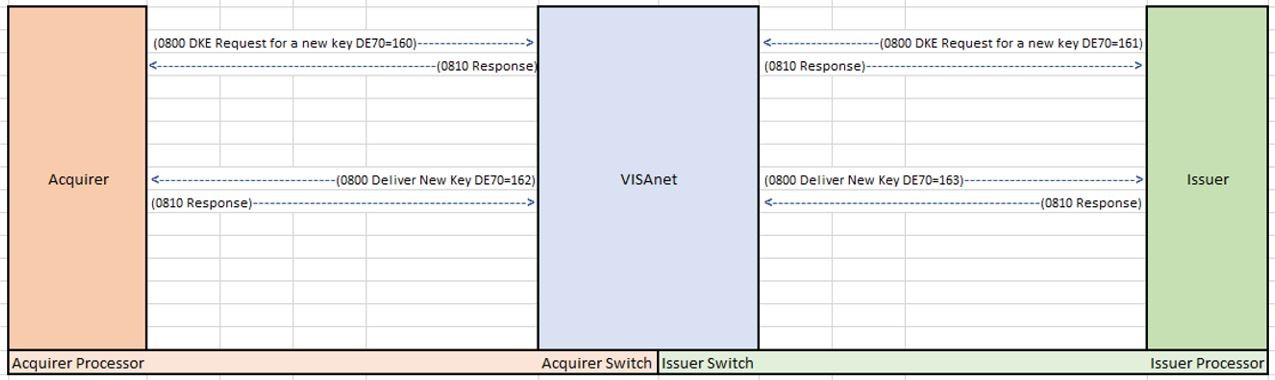 (0800 DKE Request for a new key DE70=160)--------------------> <-----------------------(0800 DKE Request for a new key DE70=161)
<----------------------------------------------------(0810 Response) (0810 Response)--------------------------------------------------->
Acquirer <---------------------------------(0800 Deliver New Key DE70=162) VISAnet (0800 Deliver New Key DE70=163)---------------------------------> Issuer
(0810 Response)---------------------------------------------------> <--------------------------------------------------(0810 Response)
Acquirer Processor Acquirer Switch Issuer Switch Issuer Processor